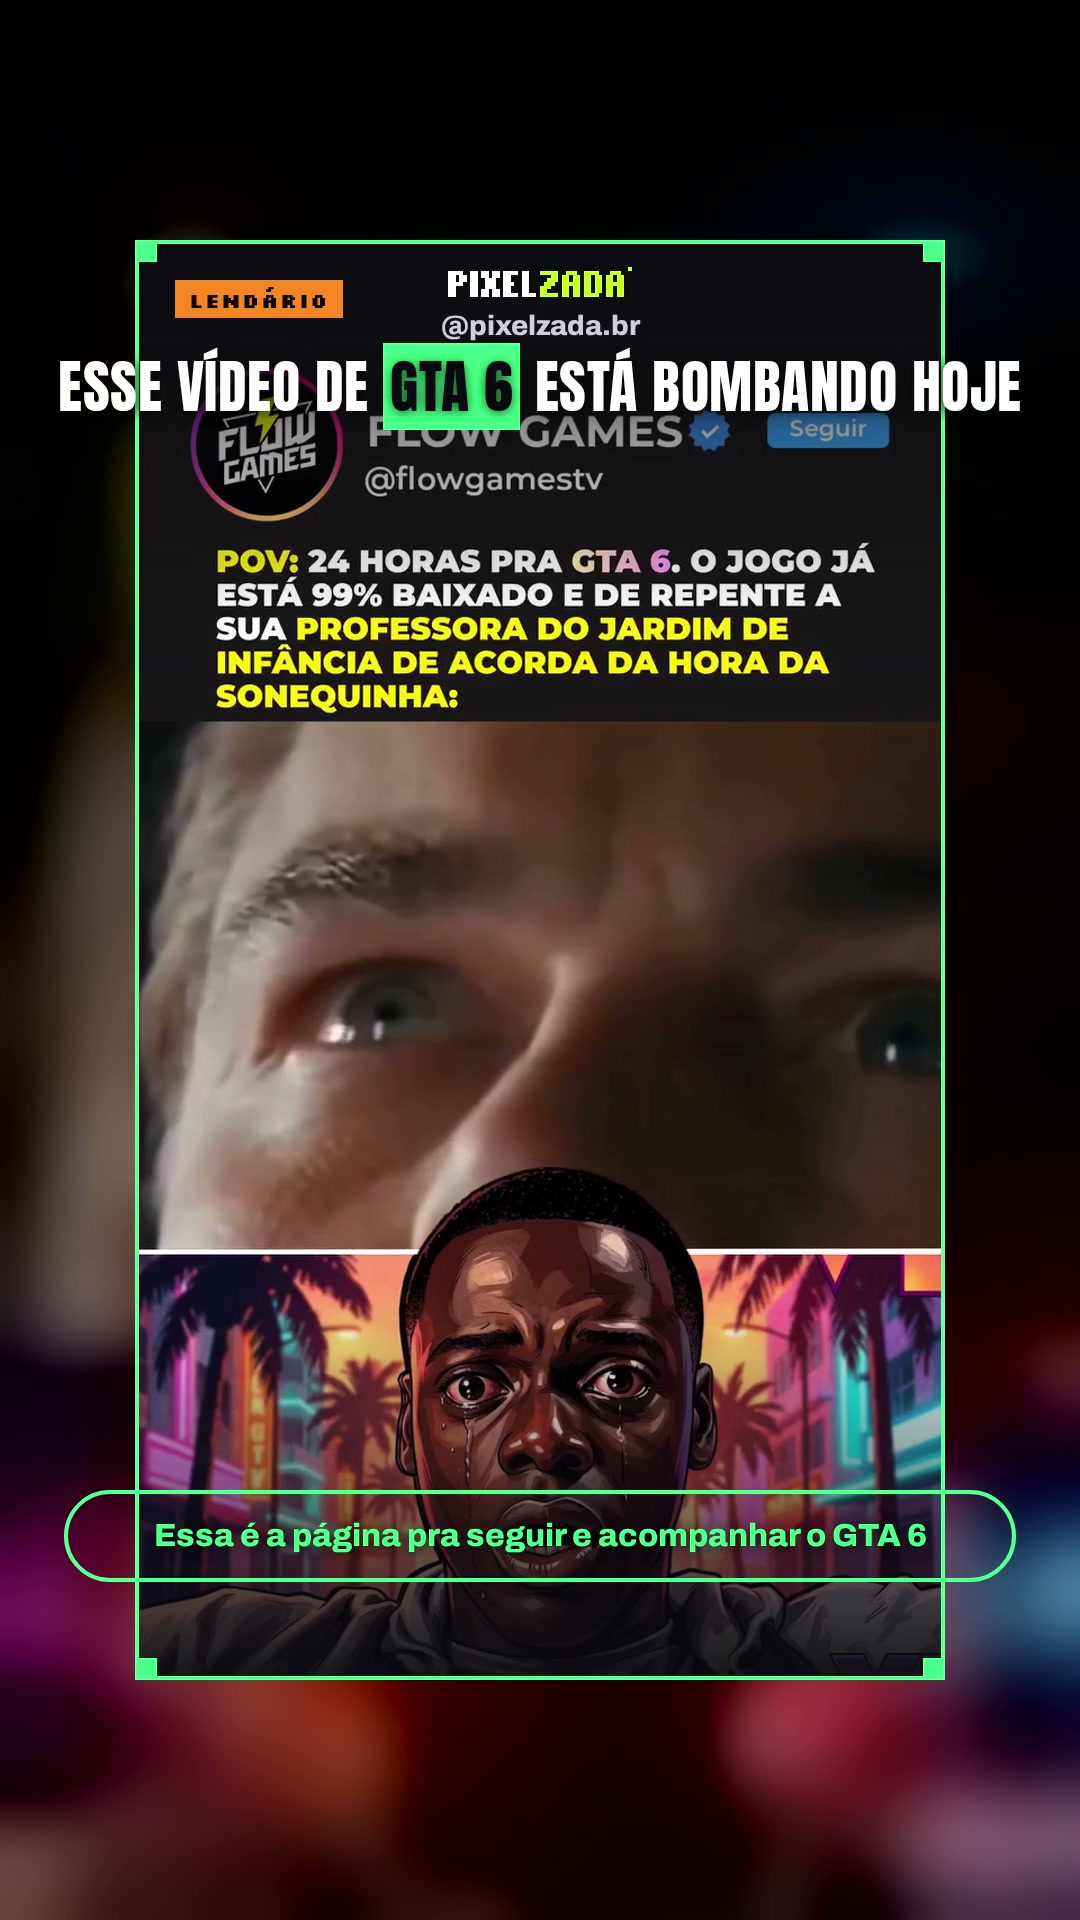 LENDÁRIO
PIXELZADA
@pixelzada.br
ESSE VÍDEO DE GTA 6 ESTÁ BOMBANDO HOJE
FLOW GAMES
FLOW GAMES
Seguir
@flowgamestv
POV: 24 HORAS PRA GTA 6. O JOGO JÁ
ESTÁ 99% BAIXADO E DE REPENTE A
SUA PROFESSORA DO JARDIM DE
INFÂNCIA DE ACORDA DA HORA DA
SONEQUINHA:
Essa é a página pra seguir e acompanhar o GTA 6